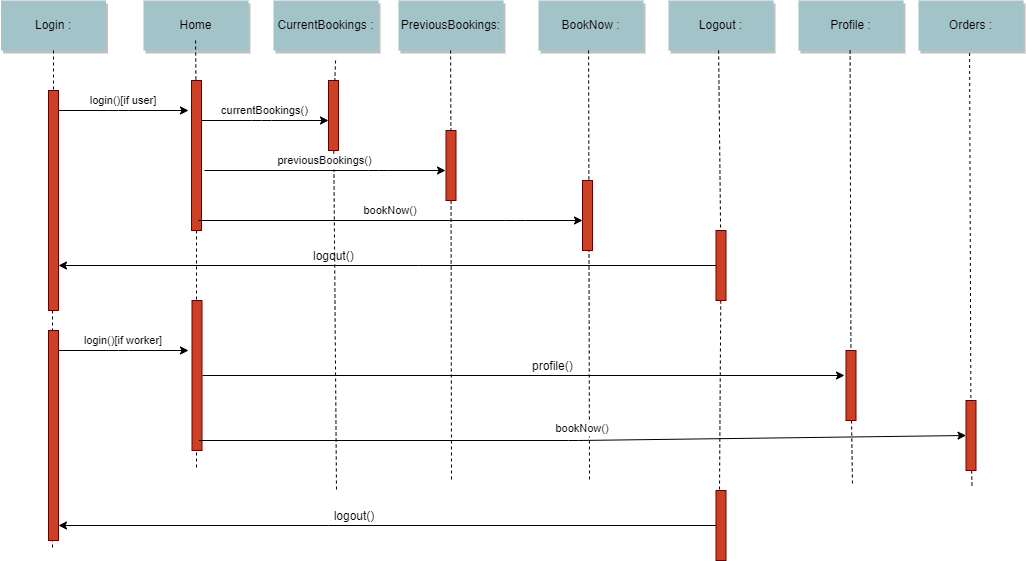 Login :
Home
CurrentBookings :
PreviousBookings:
BookNow :
Logout :
Profile :
Orders :
login()[if user]
currentBookings()
previousBookings()
bookNow()
logout()
login()[if worker]
profile()
bookNow()
logout()